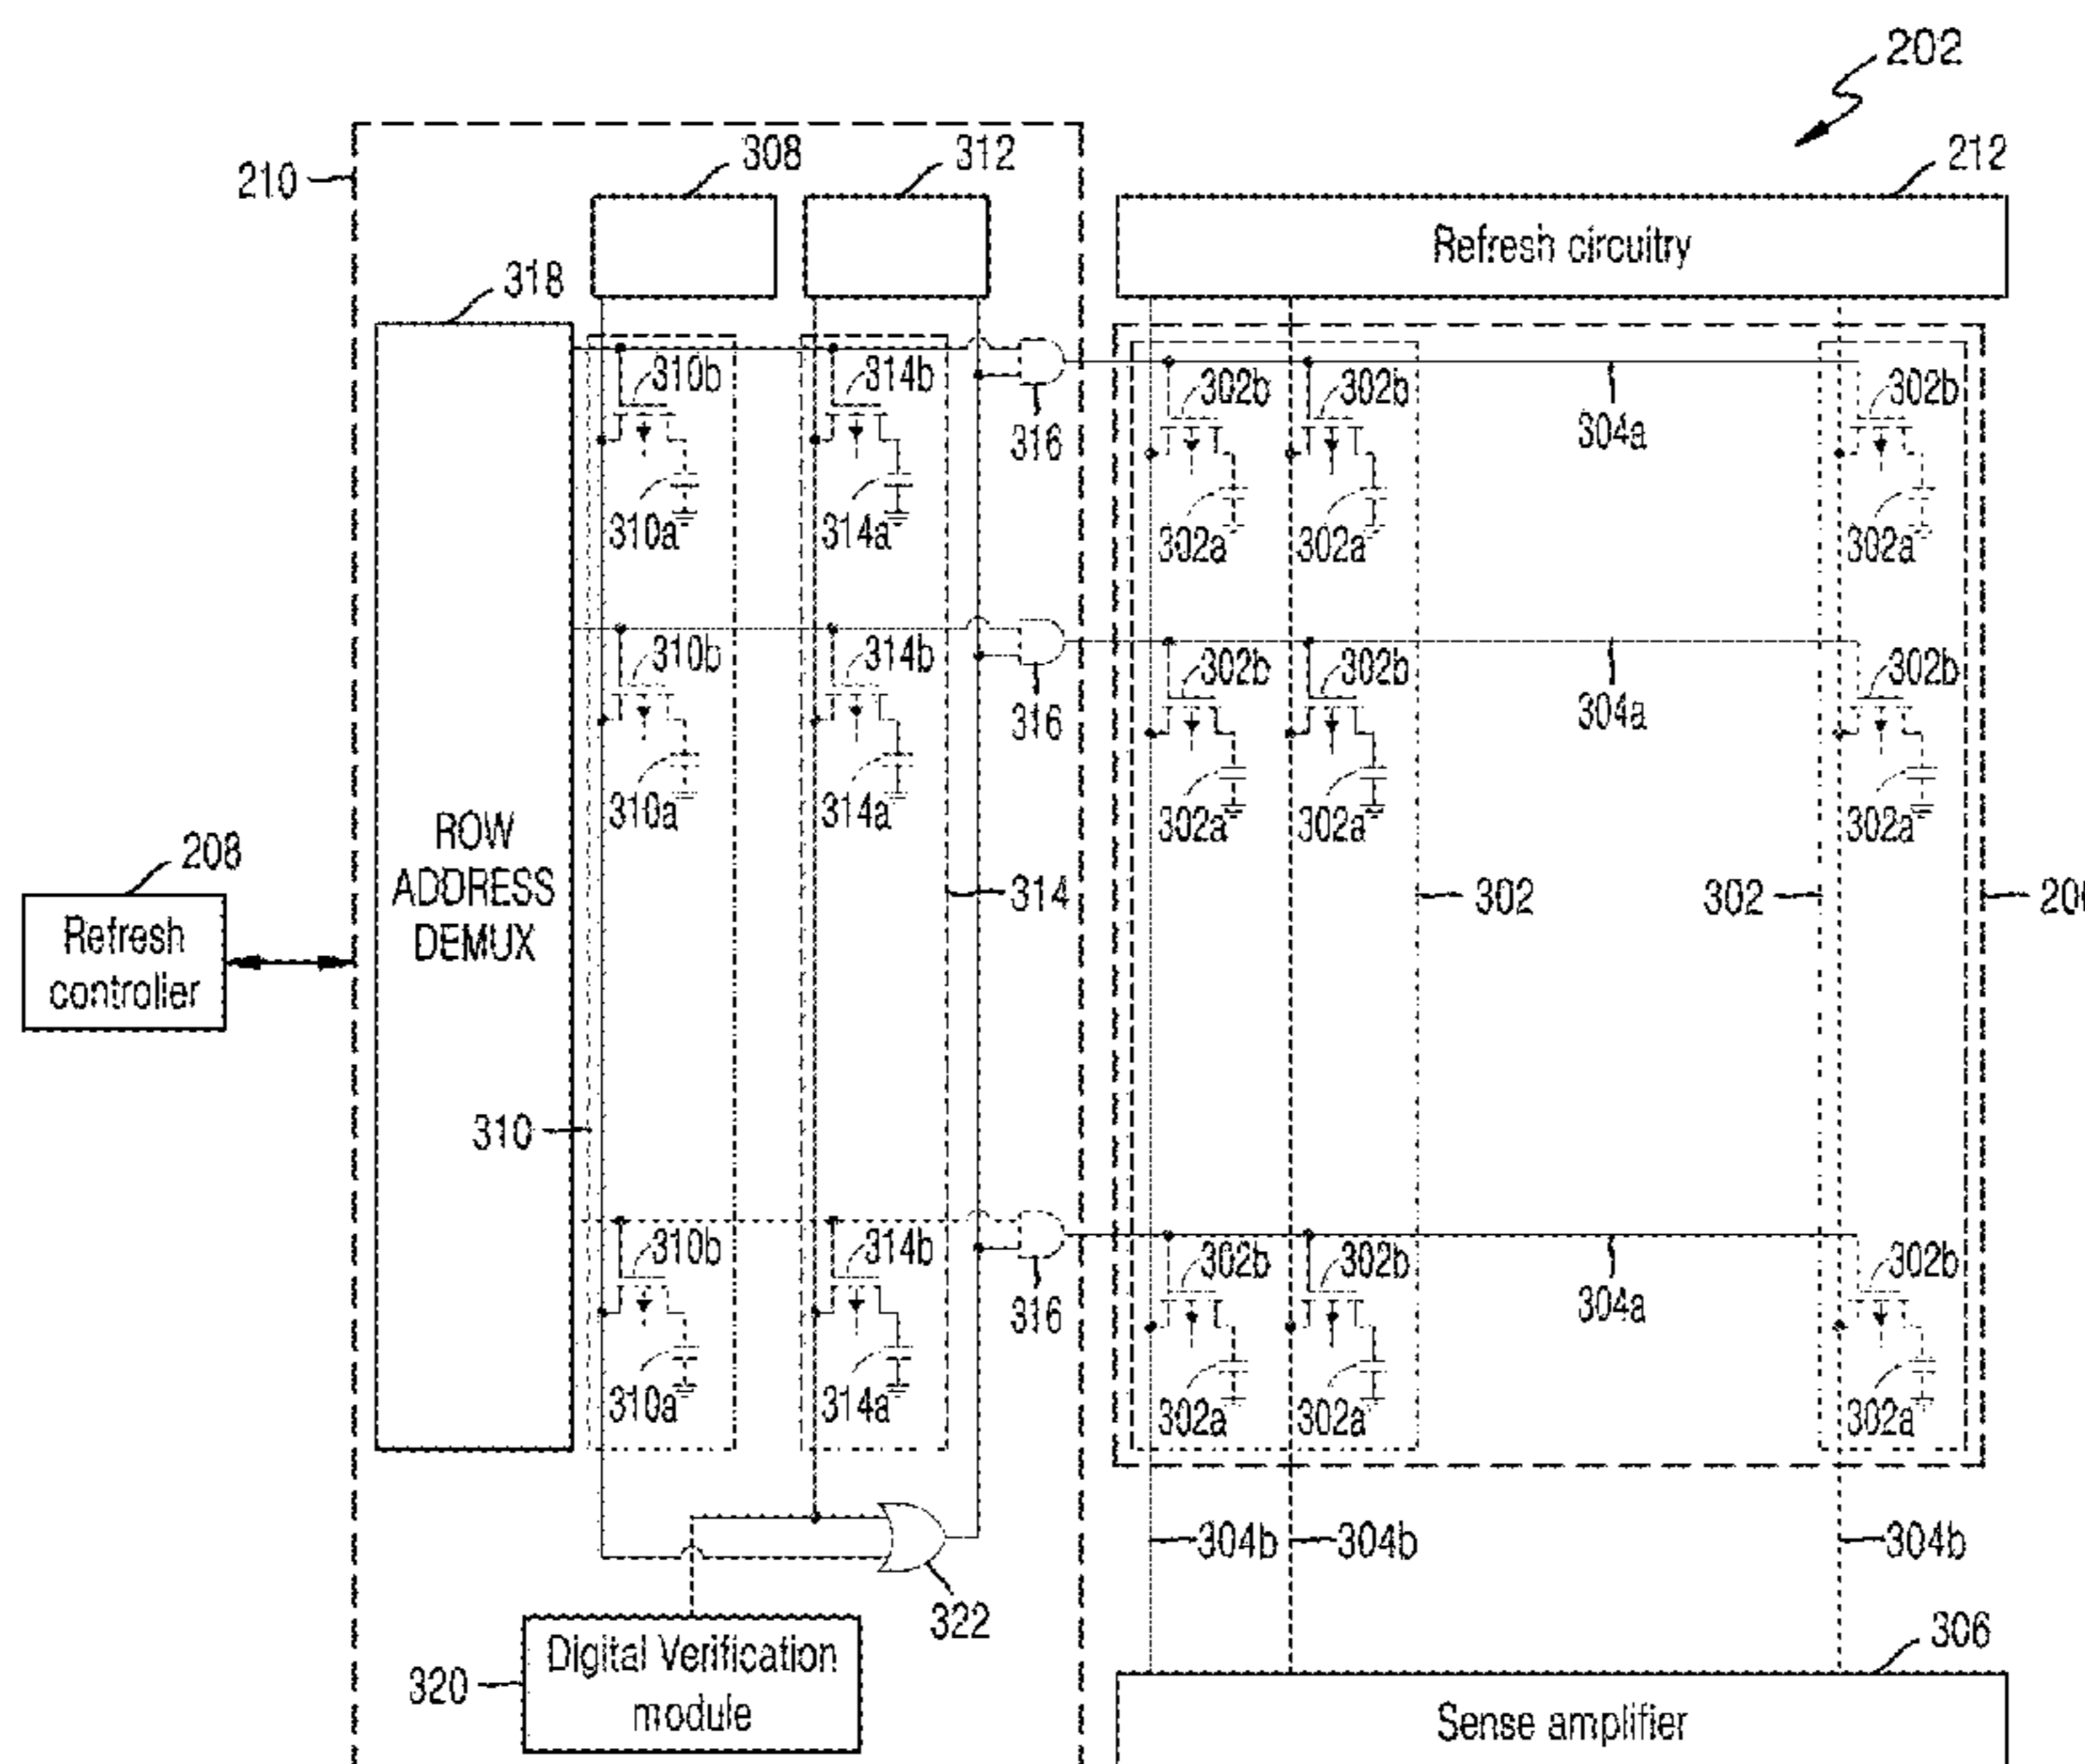 202
210
308
312
212
Refresh circuitry
318
310b
314b
302b
302b
302b
316
304a
310a
314a
302a
302a
302a
310b
314b
302b
302b
302b
316
304a
310a
314a
302a
302a
302a
ROW
ADDRESS
DEMUX
208
Refresh
controller
314
302
302
310
310b
314b
302b
302b
302b
316
304a
310a
314a
302a
302a
302a
304b
304b
304b
322
320
Digital Verification
module
306
Sense amplifier